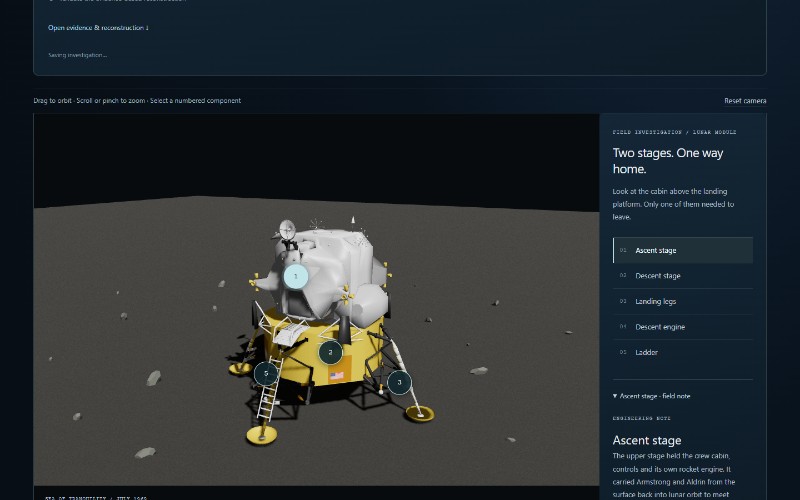 Open evidence & reconstruction ↓
Saving investigation...
Drag to orbit · Scroll or pinch to zoom · Select a numbered component
Reset camera
FIELD INVESTIGATION / LUNAR MODULE
Two stages. One way
home.
Look at the cabin above the landing
platform. Only one of them needed to
leave.
01 Ascent stage
02 Descent stage
03 Landing legs
04 Descent engine
05 Ladder
1
2
3
5
▼ Ascent stage · field note
ENGINEERING NOTE
Ascent stage
The upper stage held the crew cabin,
controls and its own rocket engine. It
carried Armstrong and Aldrin from the
surface back into lunar orbit to meet
SEA OF TRANQUILITY / JULY 1969